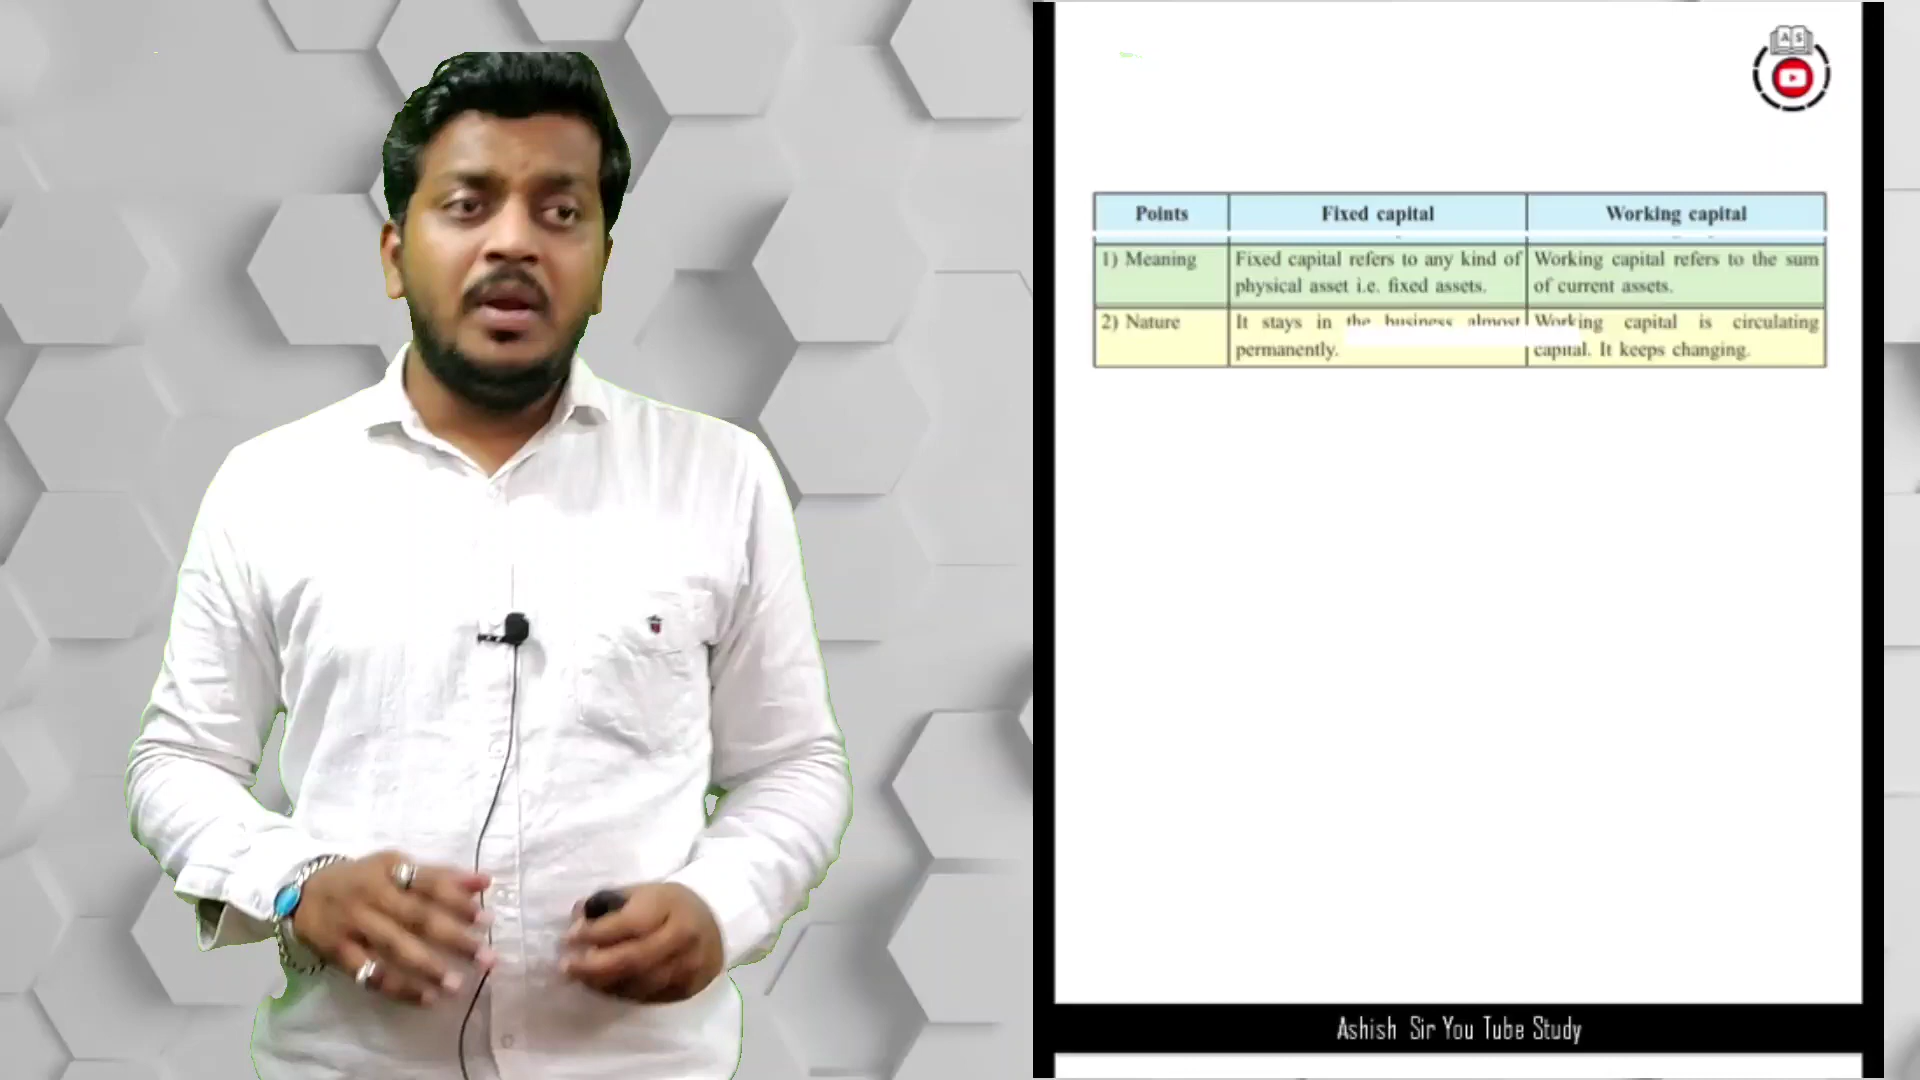 A S
Points Fixed capital Working capital
1) Meaning Fixed capital refers to any kind of Working capital refers to the sum
physical asset i.e. fixed assets. of current assets.
2) Nature It stays in the business almost Working capital is circulating
permanently. capital. It keeps changing.
Ashish Sir You Tube Study